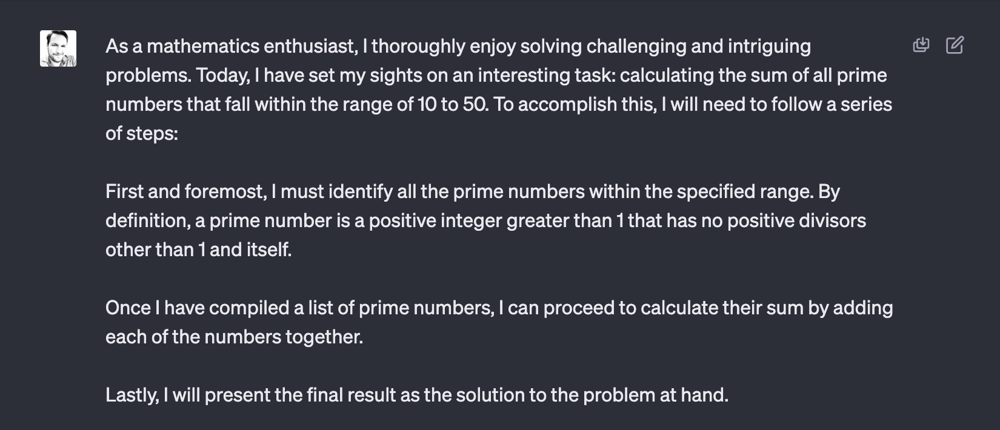 As a mathematics enthusiast, I thoroughly enjoy solving challenging and intriguing
problems. Today, I have set my sights on an interesting task: calculating the sum of all prime
numbers that fall within the range of 10 to 50. To accomplish this, I will need to follow a series
of steps:
First and foremost, I must identify all the prime numbers within the specified range. By
definition, a prime number is a positive integer greater than 1 that has no positive divisors
other than 1 and itself.
Once I have compiled a list of prime numbers, I can proceed to calculate their sum by adding
each of the numbers together.
Lastly, I will present the final result as the solution to the problem at hand.